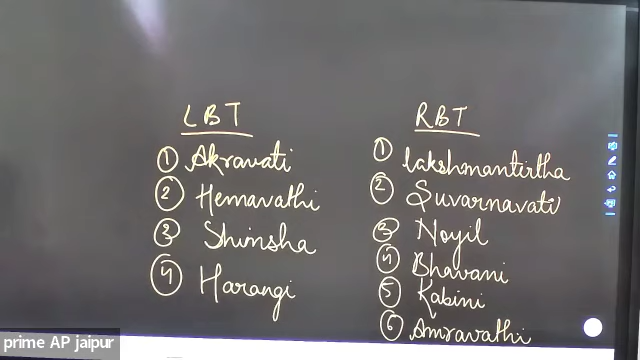 LBT
① Akravati
② Hemavathi
③ Shimsha
④ Harangi
RBT
① Lakshmantirtha
② Suvarnavati
③ Noyil
④ Bhavani
⑤ Kabini
⑥ Amravathi
prime AP jaipur